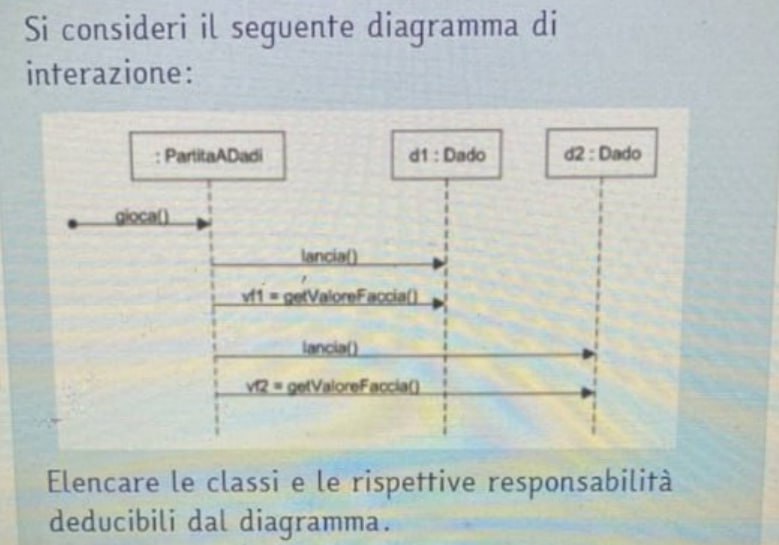 Si consideri il seguente diagramma di
interazione:
: PartitaADadi
d1 : Dado
d2 : Dado
gioca()
lancia()
vf1 = getValoreFaccia()
lancia()
vf2 = getValoreFaccia()
Elencare le classi e le rispettive responsabilità
deducibili dal diagramma.